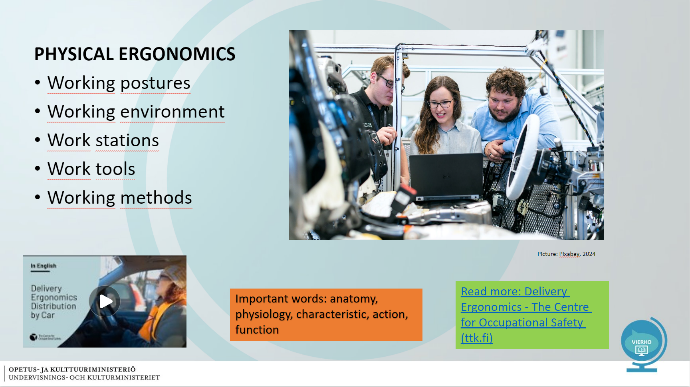 PHYSICAL ERGONOMICS
• Working postures
• Working environment
• Work stations
• Work tools
• Working methods
Picture: Pixabay, 2024
In English
Delivery
Ergonomics
Distribution
by Car
Important words: anatomy,
physiology, characteristic, action,
function
Read more: Delivery
Ergonomics - The Centre
for Occupational Safety
(ttk.fi)
VIERHO
OPETUS- JA KULTTUURIMINISTERIÖ
UNDERVISNINGS- OCH KULTURMINISTERIET